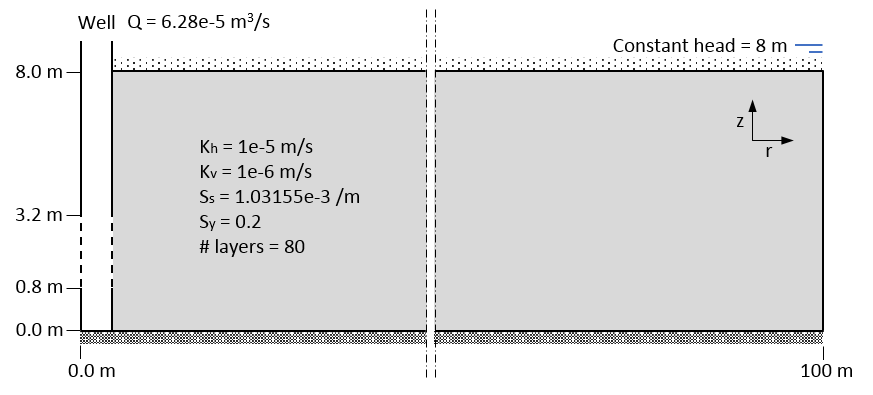 Well Q = 6.28e-5 m³/s
Constant head = 8 m
8.0 m
z
r
Kh = 1e-5 m/s
Kv = 1e-6 m/s
Ss = 1.03155e-3 /m
Sy = 0.2
# layers = 80
3.2 m
0.8 m
0.0 m
0.0 m
100 m